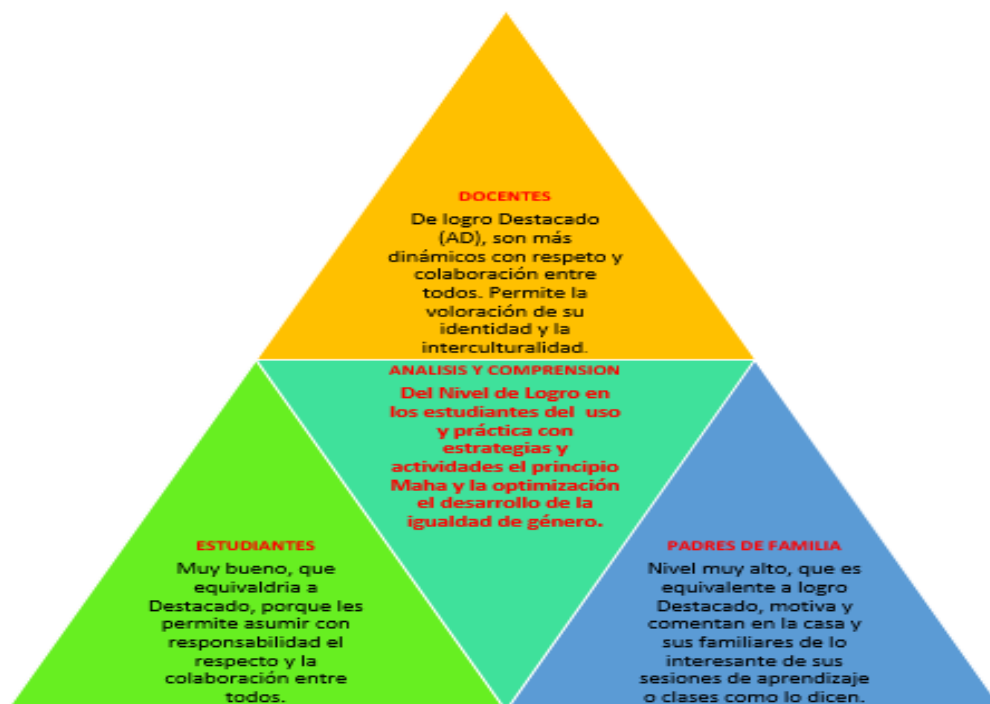 DOCENTES
De logro Destacado
(AD), son más
dinámicos con respeto y
colaboración entre
todos. Permite la
voloración de su
identidad y la
interculturalidad.
ANALISIS Y COMPRENSION
Del Nivel de Logro en
los estudiantes del uso
y práctica con
estrategias y
actividades el principio
Maha y la optimización
el desarrollo de la
igualdad de género.
ESTUDIANTES
Muy bueno, que
equivaldria a
Destacado, porque les
permite asumir con
responsabilidad el
respecto y la
colaboración entre
todos.
PADRES DE FAMILIA
Nivel muy alto, que es
equivalente a logro
Destacado, motiva y
comentan en la casa y
sus familiares de lo
interesante de sus
sesiones de aprendizaje
o clases como lo dicen.